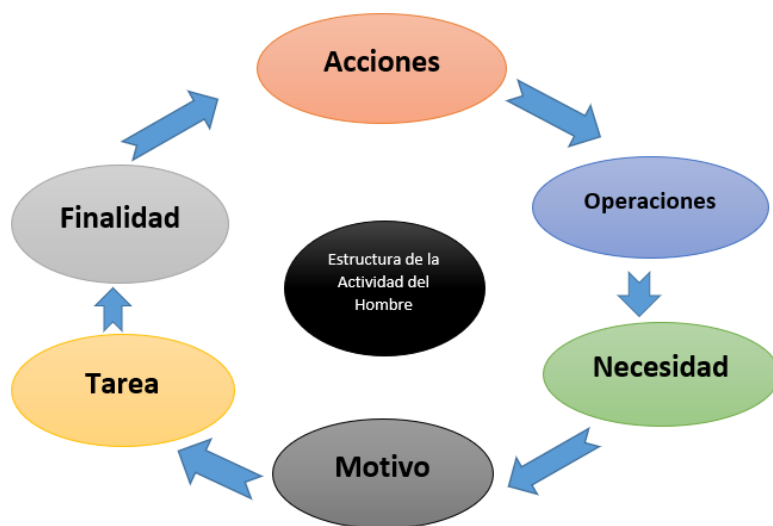 Acciones
Operaciones
Necesidad
Motivo
Tarea
Finalidad
Estructura de la
Actividad del
Hombre